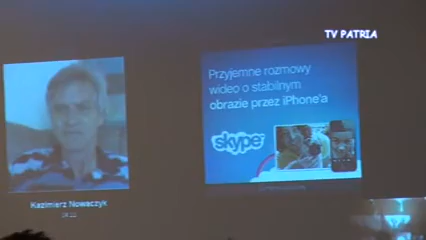 TV PATRIA
Przyjemne rozmowy
wideo o stabilnym
obrazie przez iPhone'a
skype
Kazimierz Nowaczyk